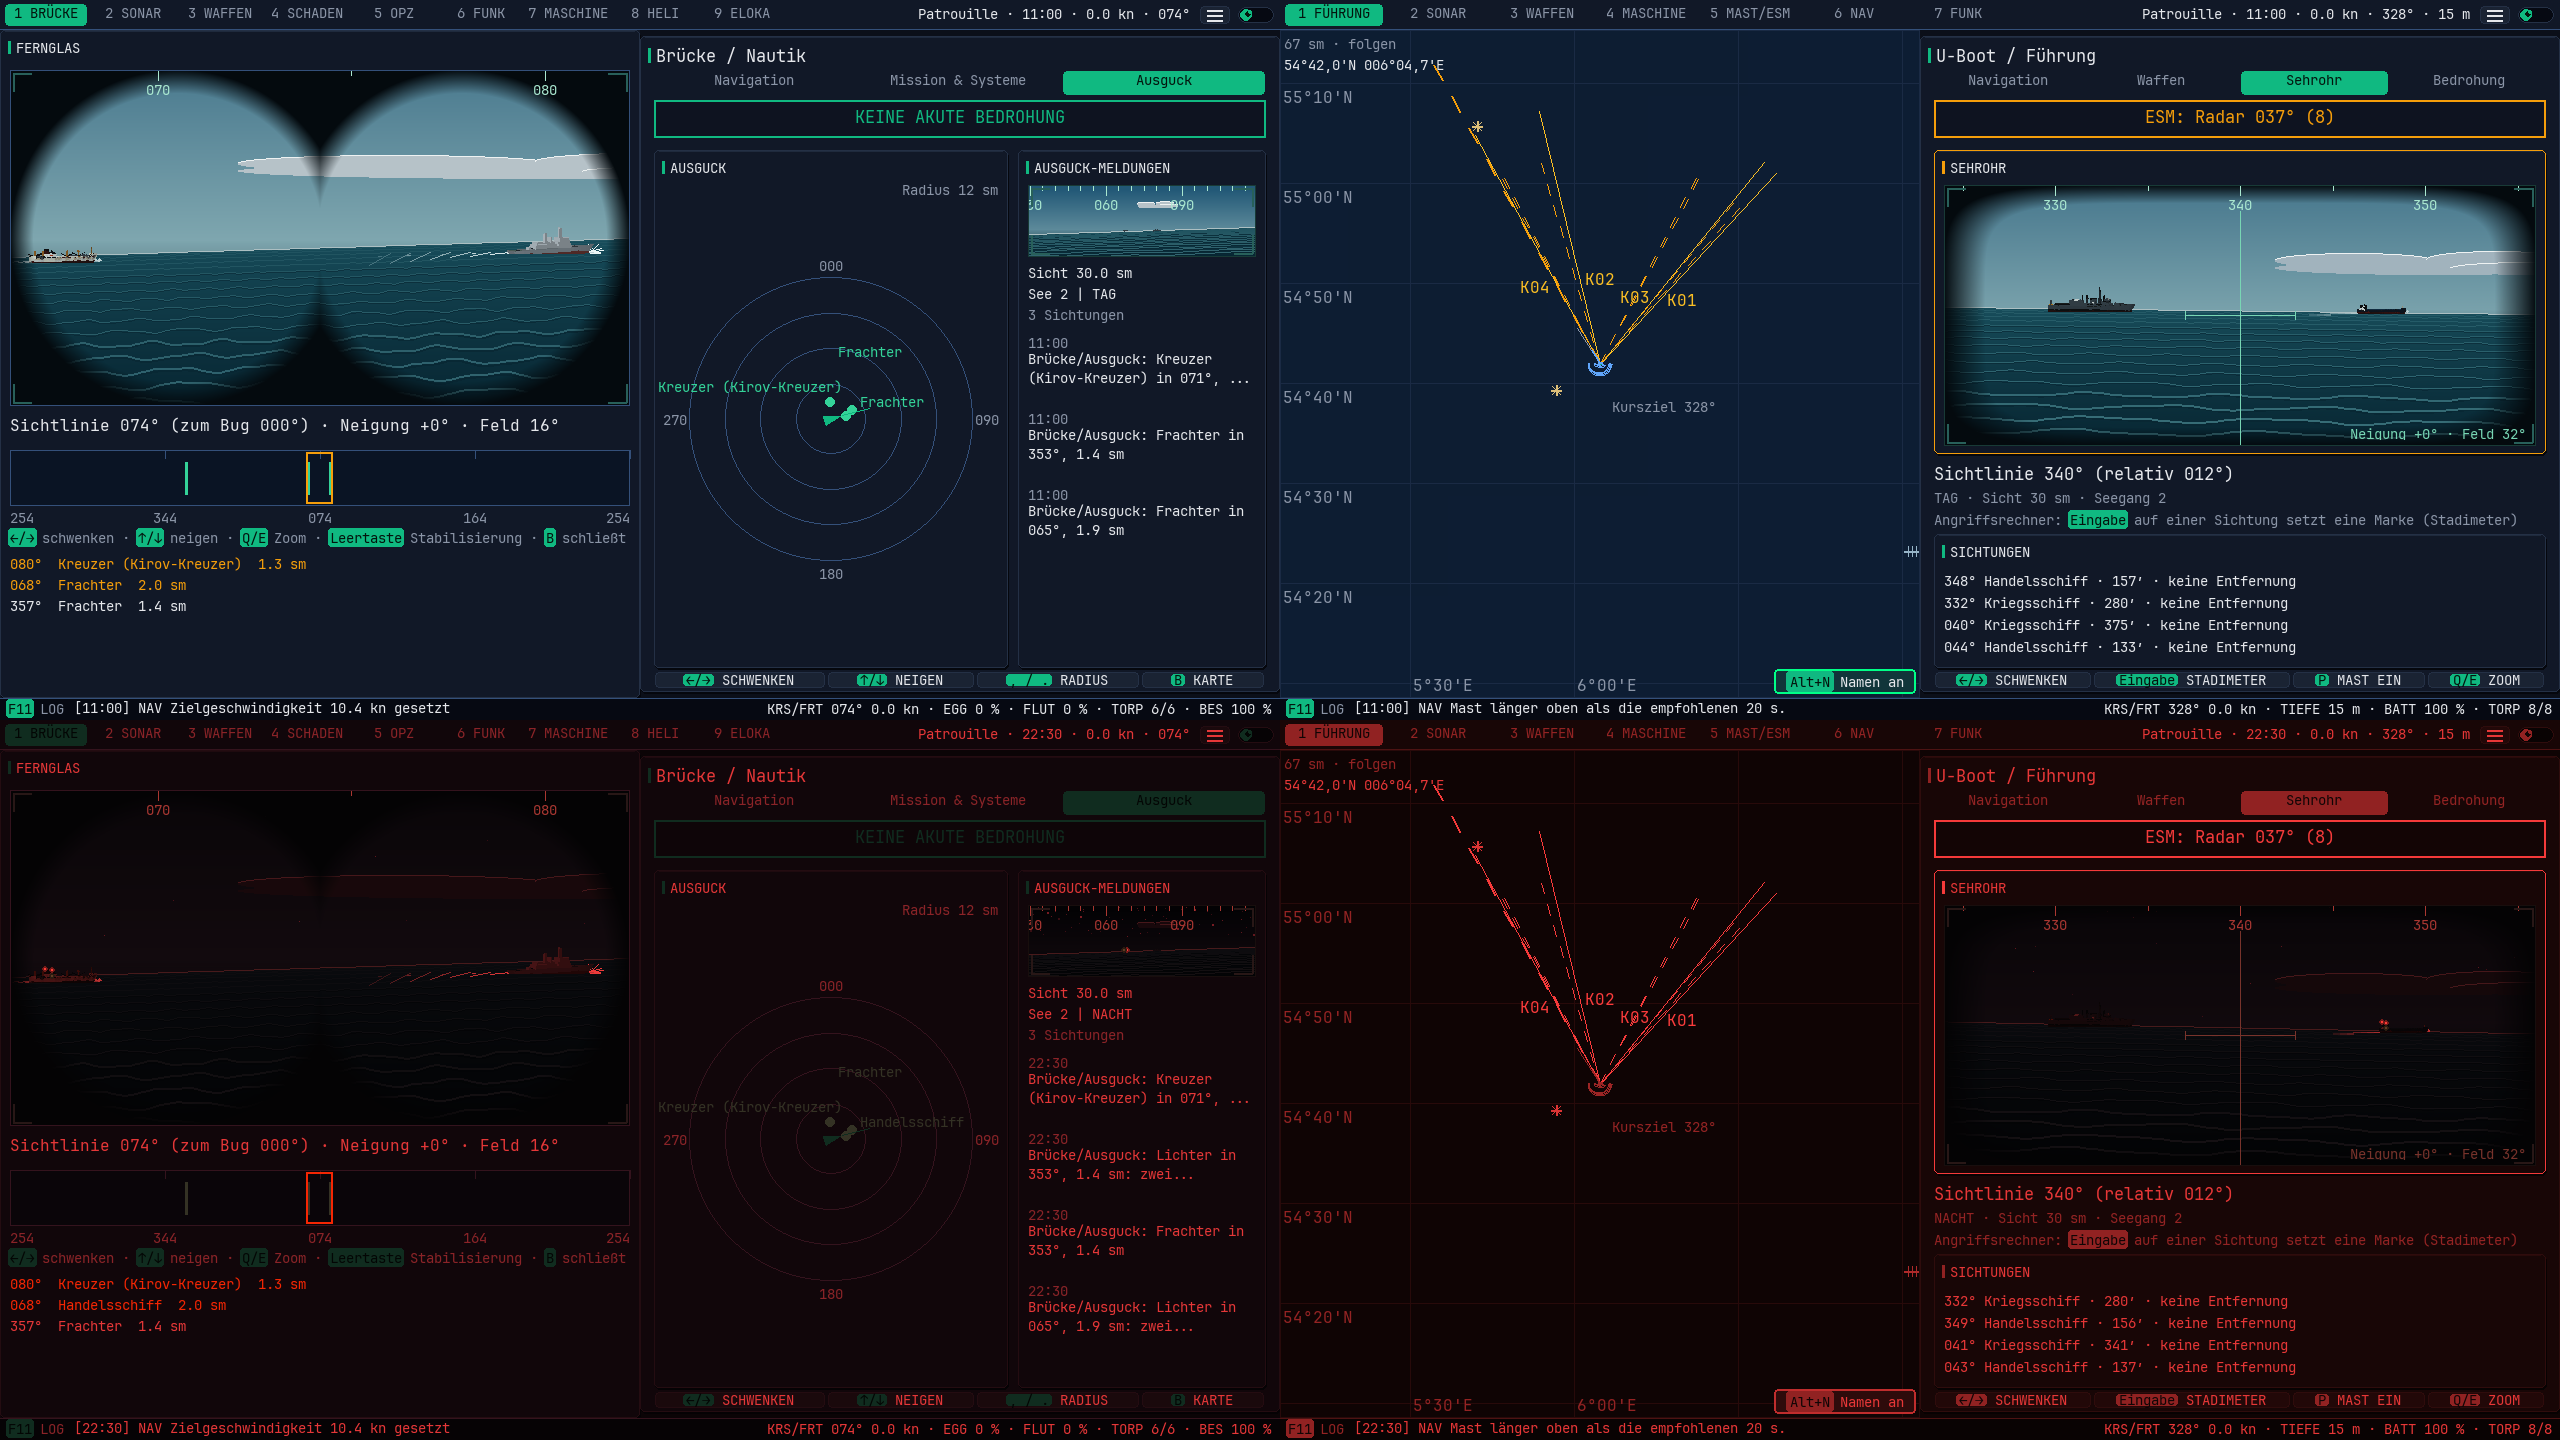 1 BRÜCKE 2 SONAR 3 WAFFEN 4 SCHADEN 5 OPZ 6 FUNK 7 MASCHINE 8 HELI 9 ELOKA Patrouille · 11:00 · 0.0 kn · 074°
FERNGLAS
070 080
Sichtlinie 074° (zum Bug 000°) · Neigung +0° · Feld 16°
254 344 074 164 254
←/→ schwenken · ↑/↓ neigen · Q/E Zoom · Leertaste Stabilisierung · B schließt
080° Kreuzer (Kirov-Kreuzer) 1.3 sm
068° Frachter 2.0 sm
357° Frachter 1.4 sm
Brücke / Nautik
Navigation Mission & Systeme Ausguck
KEINE AKUTE BEDROHUNG
AUSGUCK
Radius 12 sm
000
Frachter
Kreuzer (Kirov-Kreuzer)
Frachter
270 090
180
AUSGUCK-MELDUNGEN
060 090
Sicht 30.0 sm
See 2 | TAG
3 Sichtungen
11:00
Brücke/Ausguck: Kreuzer
(Kirov-Kreuzer) in 071°, ...
11:00
Brücke/Ausguck: Frachter in
353°, 1.4 sm
11:00
Brücke/Ausguck: Frachter in
065°, 1.9 sm
←/→ SCHWENKEN ↑/↓ NEIGEN , / . RADIUS B KARTE
F11 LOG [11:00] NAV Zielgeschwindigkeit 10.4 kn gesetzt KRS/FRT 074° 0.0 kn · EGG 0 % · FLUT 0 % · TORP 6/6 · BES 100 %
1 FÜHRUNG 2 SONAR 3 WAFFEN 4 MASCHINE 5 MAST/ESM 6 NAV 7 FUNK Patrouille · 11:00 · 0.0 kn · 328° · 15 m
67 sm · folgen
54°42,0'N 006°04,7'E
55°10'N
55°00'N
54°50'N
54°40'N
54°30'N
54°20'N
K04 K02 K03 K01
Kursziel 328°
5°30'E 6°00'E
Alt+N Namen an
U-Boot / Führung
Navigation Waffen Sehrohr Bedrohung
ESM: Radar 037° (8)
SEHROHR
330 340 350
Neigung +0° · Feld 32°
Sichtlinie 340° (relativ 012°)
TAG · Sicht 30 sm · Seegang 2
Angriffsrechner: Eingabe auf einer Sichtung setzt eine Marke (Stadimeter)
SICHTUNGEN
348° Handelsschiff · 157′ · keine Entfernung
332° Kriegsschiff · 280′ · keine Entfernung
040° Kriegsschiff · 375′ · keine Entfernung
044° Handelsschiff · 133′ · keine Entfernung
←/→ SCHWENKEN Eingabe STADIMETER P MAST EIN Q/E ZOOM
F11 LOG [11:00] NAV Mast länger oben als die empfohlenen 20 s. KRS/FRT 328° 0.0 kn · TIEFE 15 m · BATT 100 % · TORP 8/8
1 BRÜCKE 2 SONAR 3 WAFFEN 4 SCHADEN 5 OPZ 6 FUNK 7 MASCHINE 8 HELI 9 ELOKA Patrouille · 22:30 · 0.0 kn · 074°
FERNGLAS
070 080
Sichtlinie 074° (zum Bug 000°) · Neigung +0° · Feld 16°
254 344 074 164 254
←/→ schwenken · ↑/↓ neigen · Q/E Zoom · Leertaste Stabilisierung · B schließt
080° Kreuzer (Kirov-Kreuzer) 1.3 sm
068° Handelsschiff 2.0 sm
357° Frachter 1.4 sm
Brücke / Nautik
Navigation Mission & Systeme Ausguck
KEINE AKUTE BEDROHUNG
AUSGUCK
Radius 12 sm
000
Frachter
Kreuzer (Kirov-Kreuzer)
Handelsschiff
270 090
180
AUSGUCK-MELDUNGEN
060 090
Sicht 30.0 sm
See 2 | NACHT
3 Sichtungen
22:30
Brücke/Ausguck: Kreuzer
(Kirov-Kreuzer) in 071°, ...
22:30
Brücke/Ausguck: Lichter in
353°, 1.4 sm: zwei...
22:30
Brücke/Ausguck: Frachter in
353°, 1.4 sm
22:30
Brücke/Ausguck: Lichter in
065°, 1.9 sm: zwei...
←/→ SCHWENKEN ↑/↓ NEIGEN , / . RADIUS B KARTE
F11 LOG [22:30] NAV Zielgeschwindigkeit 10.4 kn gesetzt KRS/FRT 074° 0.0 kn · EGG 0 % · FLUT 0 % · TORP 6/6 · BES 100 %
1 FÜHRUNG 2 SONAR 3 WAFFEN 4 MASCHINE 5 MAST/ESM 6 NAV 7 FUNK Patrouille · 22:30 · 0.0 kn · 328° · 15 m
67 sm · folgen
54°42,0'N 006°04,7'E
55°10'N
55°00'N
54°50'N
54°40'N
54°30'N
54°20'N
K04 K02 K03 K01
Kursziel 328°
5°30'E 6°00'E
Alt+N Namen an
U-Boot / Führung
Navigation Waffen Sehrohr Bedrohung
ESM: Radar 037° (8)
SEHROHR
330 340 350
Neigung +0° · Feld 32°
Sichtlinie 340° (relativ 012°)
NACHT · Sicht 30 sm · Seegang 2
Angriffsrechner: Eingabe auf einer Sichtung setzt eine Marke (Stadimeter)
SICHTUNGEN
332° Kriegsschiff · 280′ · keine Entfernung
349° Handelsschiff · 156′ · keine Entfernung
041° Kriegsschiff · 341′ · keine Entfernung
043° Handelsschiff · 137′ · keine Entfernung
←/→ SCHWENKEN Eingabe STADIMETER P MAST EIN Q/E ZOOM
F11 LOG [22:30] NAV Mast länger oben als die empfohlenen 20 s. KRS/FRT 328° 0.0 kn · TIEFE 15 m · BATT 100 % · TORP 8/8